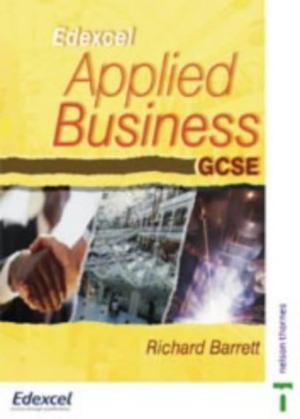 Edexcel
Applied
Business
GCSE
Richard Barrett
Edexcel
nelson thornes